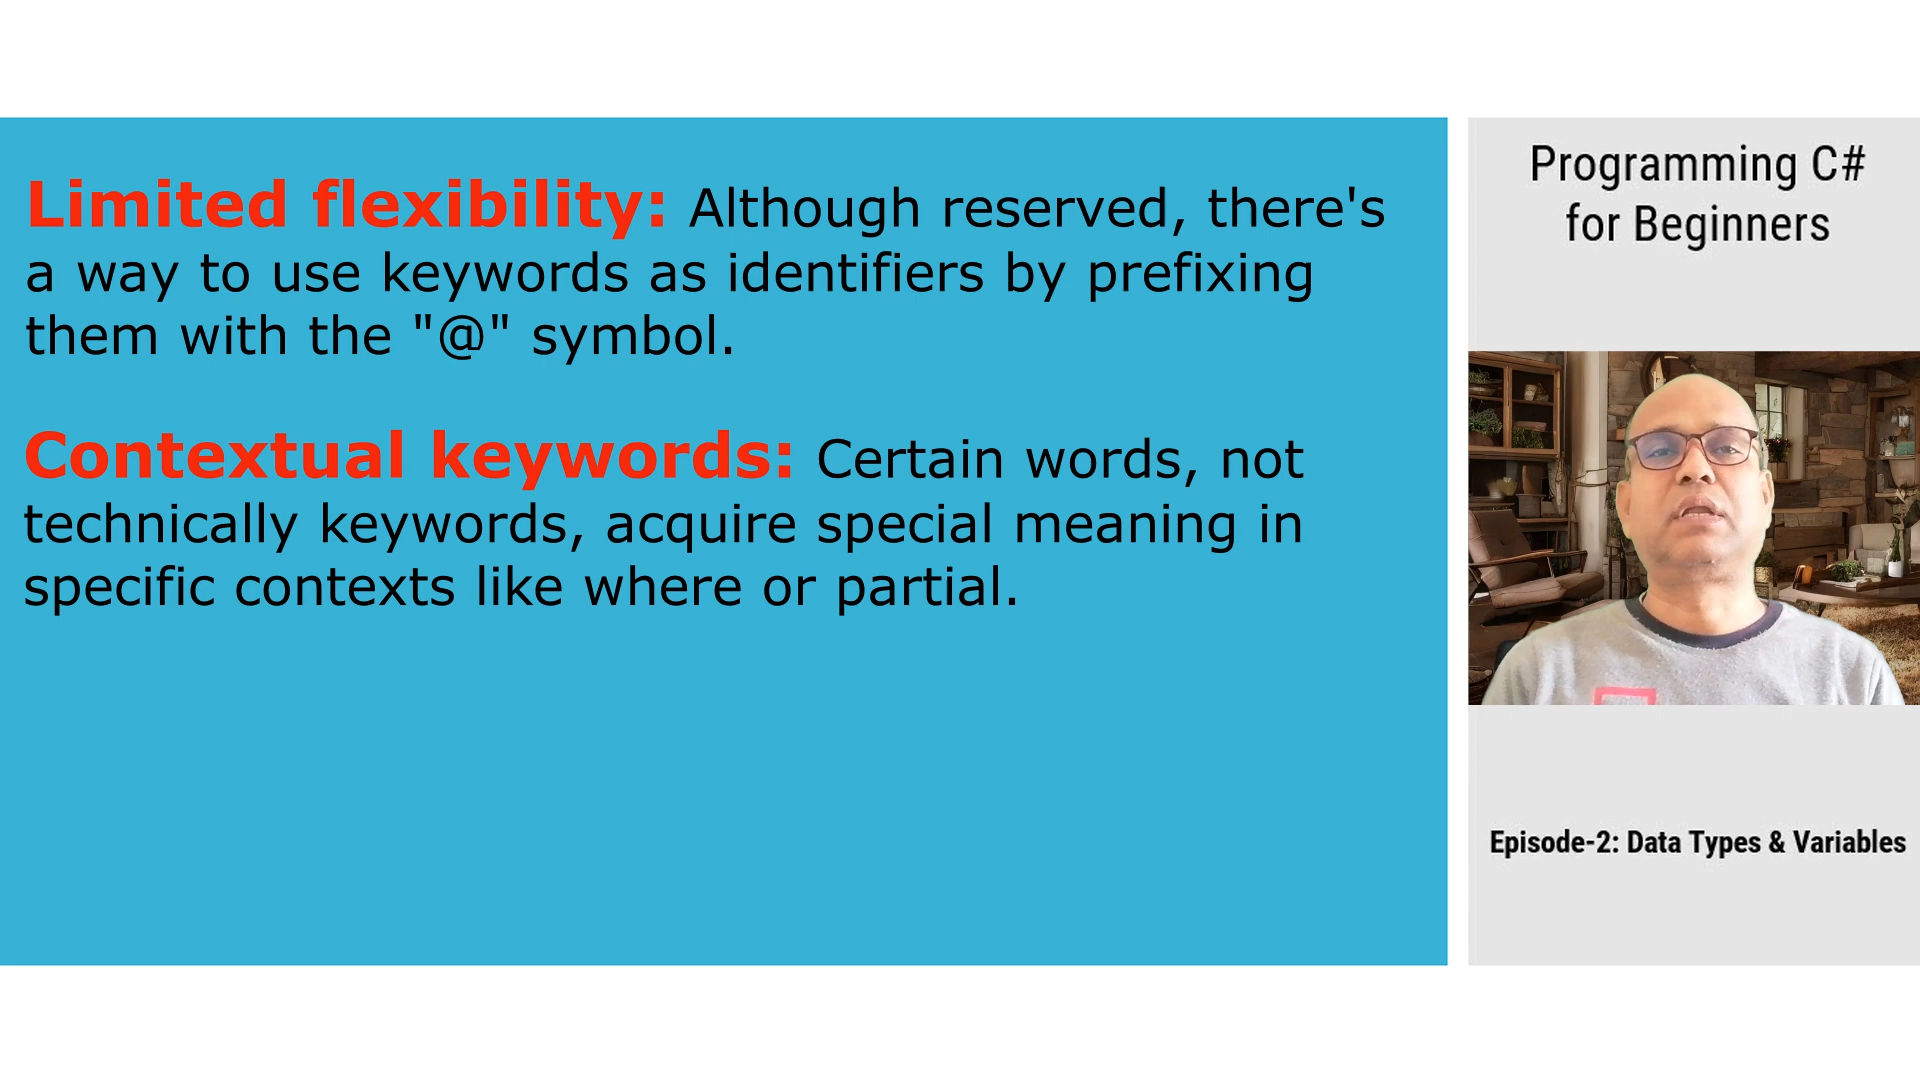 Limited flexibility: Although reserved, there's
a way to use keywords as identifiers by prefixing
them with the "@" symbol.
Contextual keywords: Certain words, not
technically keywords, acquire special meaning in
specific contexts like where or partial.
Programming C#
for Beginners
Episode-2: Data Types & Variables